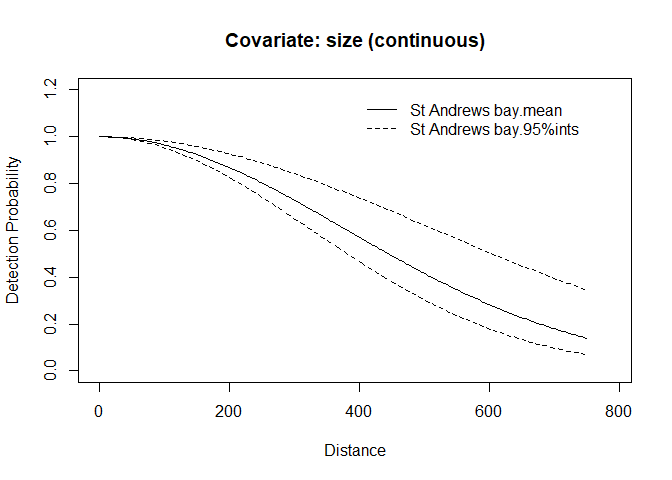 Covariate: size (continuous)
St Andrews bay.mean
St Andrews bay.95%ints
Detection Probability
1.2
1.0
0.8
0.6
0.4
0.2
0.0
0 200 400 600 800
Distance